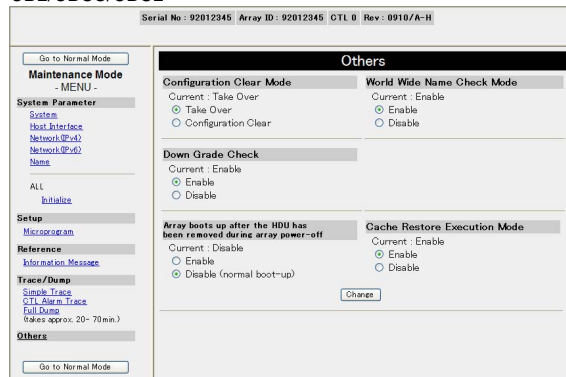 Serial No : 92012345 Array ID : 92012345 CTL 0 Rev : 0910/A-H
Go to Normal Mode
Maintenance Mode
- MENU -
System Parameter
System
Host Interface
Network(IPv4)
Network(IPv6)
Name
ALL
Initialize
Setup
Microprogram
Reference
Information Message
Trace/Dump
Simple Trace
CTL Alarm Trace
Full Dump
(takes approx. 20- 70min.)
Others
Go to Normal Mode
Others
Configuration Clear Mode
Current : Take Over
Take Over
Configuration Clear
World Wide Name Check Mode
Current : Enable
Enable
Disable
Down Grade Check
Current : Enable
Enable
Disable
Array boots up after the HDU has
been removed during array power-off
Current : Disable
Enable
Disable (normal boot-up)
Cache Restore Execution Mode
Current : Enable
Enable
Disable
Change